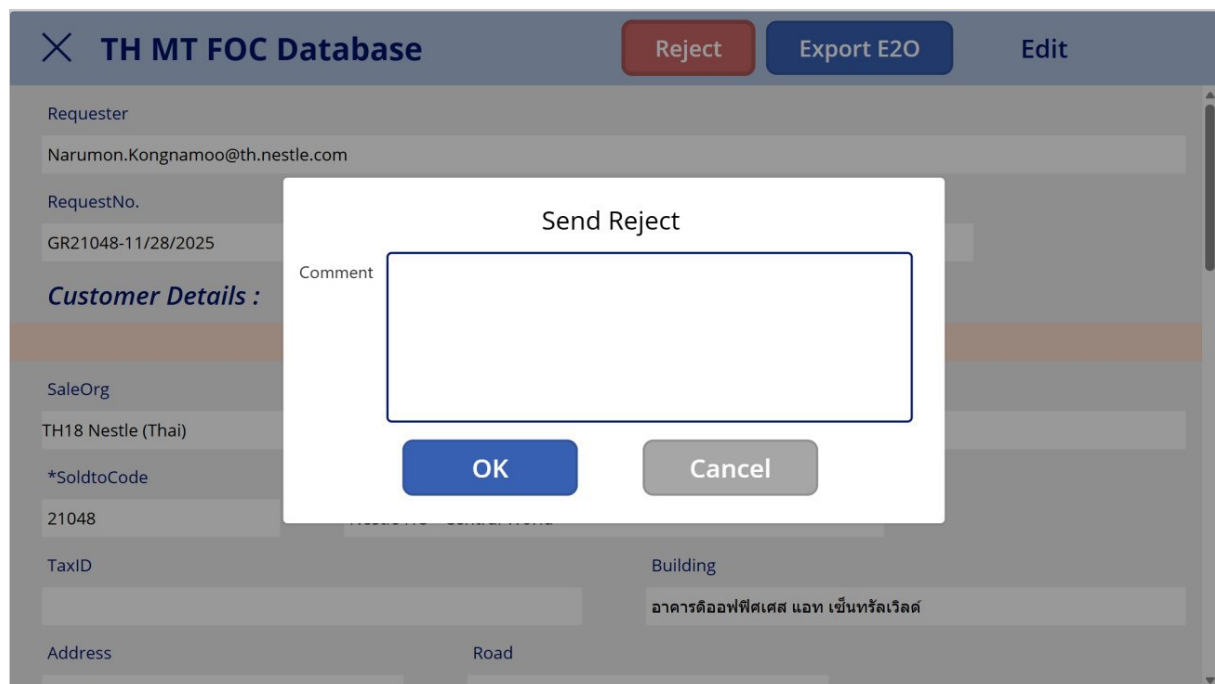 TH MT FOC Database
Reject
Export E2O
Edit
Requester
Narumon.Kongnamoo@th.nestle.com
RequestNo.
GR21048-11/28/2025
Send Reject
Comment
Customer Details :
SaleOrg
TH18 Nestle (Thai)
OK
Cancel
*SoldtoCode
21048
TaxID
Building
อาคารดิออฟฟิศเศส แอท เซ็นทรัลเวิลด์
Address
Road